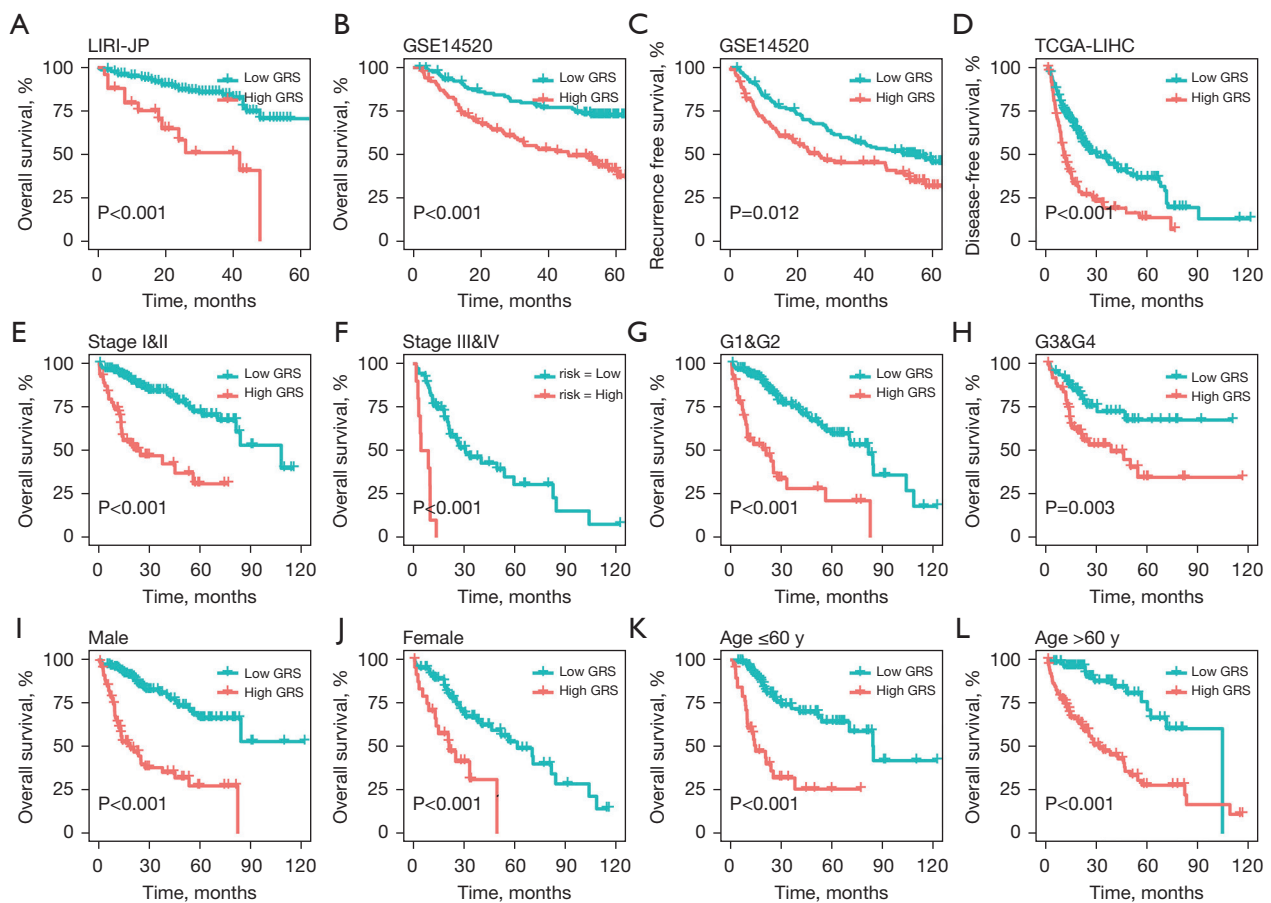 A
LIRI-JP
Overall survival, %
100
75
50
25
0
Low GRS
High GRS
P<0.001
0 20 40 60
Time, months
B
GSE14520
Overall survival, %
100
75
50
25
0
Low GRS
High GRS
P<0.001
0 20 40 60
Time, months
C
GSE14520
Recurrence free survival, %
100
75
50
25
0
Low GRS
High GRS
P=0.012
0 20 40 60
Time, months
D
TCGA-LIHC
Disease-free survival, %
100
75
50
25
0
Low GRS
High GRS
P<0.001
0 30 60 90 120
Time, months
E
Stage I&II
Overall survival, %
100
75
50
25
0
Low GRS
High GRS
P<0.001
0 30 60 90 120
Time, months
F
Stage III&IV
Overall survival, %
100
75
50
25
0
risk = Low
risk = High
P<0.001
0 30 60 90 120
Time, months
G
G1&G2
Overall survival, %
100
75
50
25
0
Low GRS
High GRS
P<0.001
0 30 60 90 120
Time, months
H
G3&G4
Overall survival, %
100
75
50
25
0
Low GRS
High GRS
P=0.003
0 30 60 90 120
Time, months
I
Male
Overall survival, %
100
75
50
25
0
Low GRS
High GRS
P<0.001
0 30 60 90 120
Time, months
J
Female
Overall survival, %
100
75
50
25
0
Low GRS
High GRS
P<0.001
0 30 60 90 120
Time, months
K
Age ≤60 y
Overall survival, %
100
75
50
25
0
Low GRS
High GRS
P<0.001
0 30 60 90 120
Time, months
L
Age >60 y
Overall survival, %
100
75
50
25
0
Low GRS
High GRS
P<0.001
0 30 60 90 120
Time, months